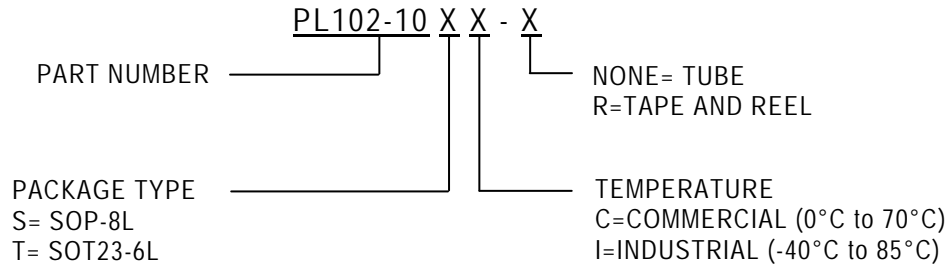 PL102-10 X X - X
PART NUMBER
NONE= TUBE
R=TAPE AND REEL
PACKAGE TYPE
S= SOP-8L
T= SOT23-6L
TEMPERATURE
C=COMMERCIAL (0°C to 70°C)
I=INDUSTRIAL (-40°C to 85°C)